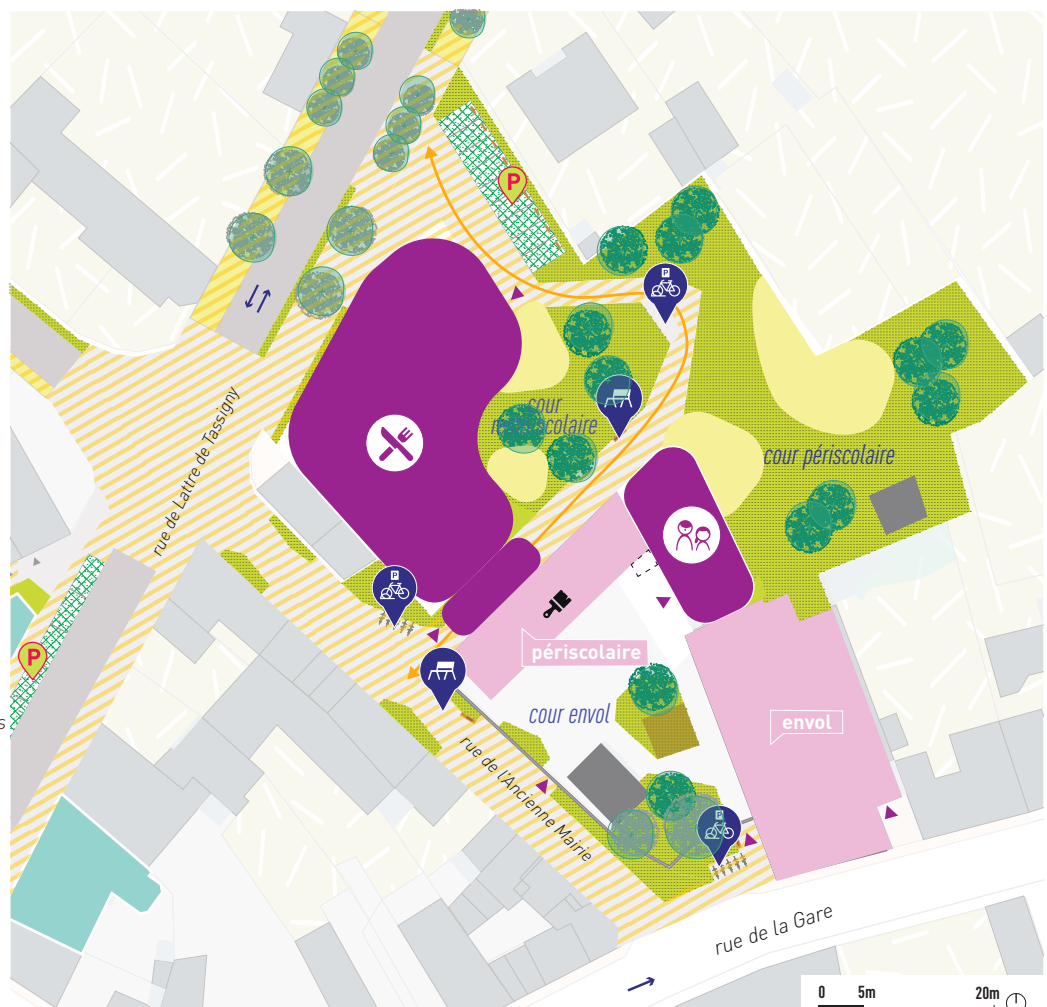 P
P
cour
rue de Lattre de Tassigny
cour périscolaire
P
périscolaire
P
s
cour envol
envol
rue de l'Ancienne Mairie
P
rue de la Gare
0 5m 20m